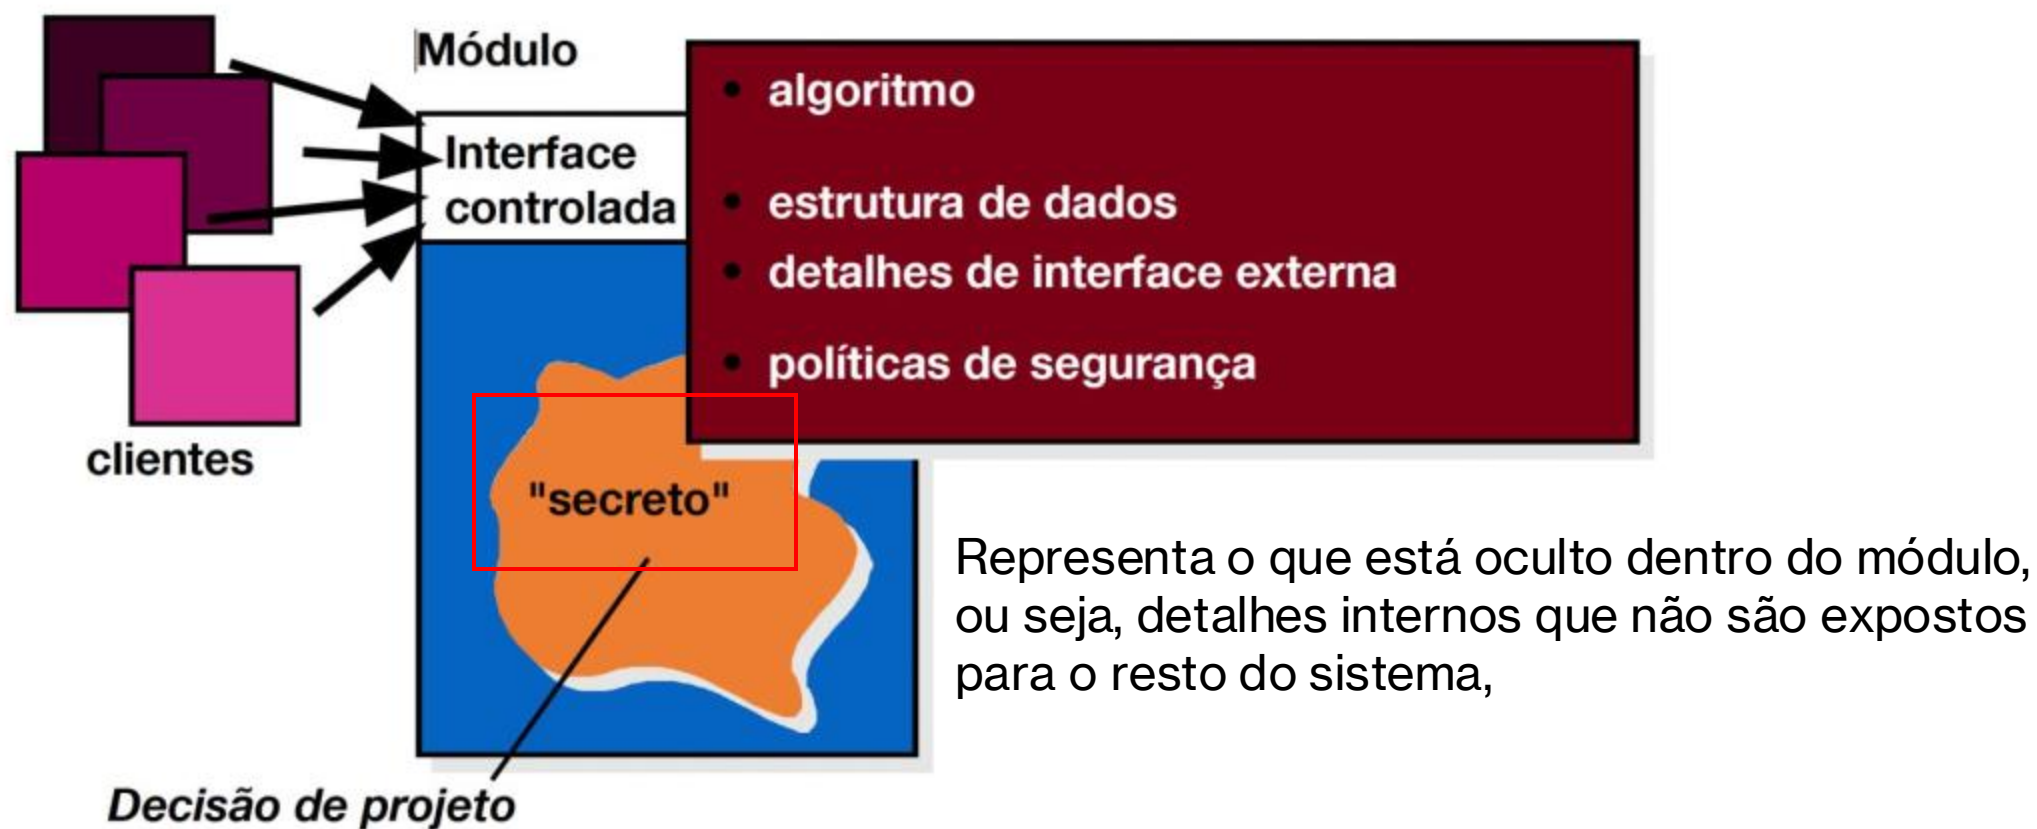 Módulo
Interface
controlada
• algoritmo
• estrutura de dados
• detalhes de interface externa
• políticas de segurança
clientes
"secreto"
Representa o que está oculto dentro do módulo,
ou seja, detalhes internos que não são expostos
para o resto do sistema,
Decisão de projeto